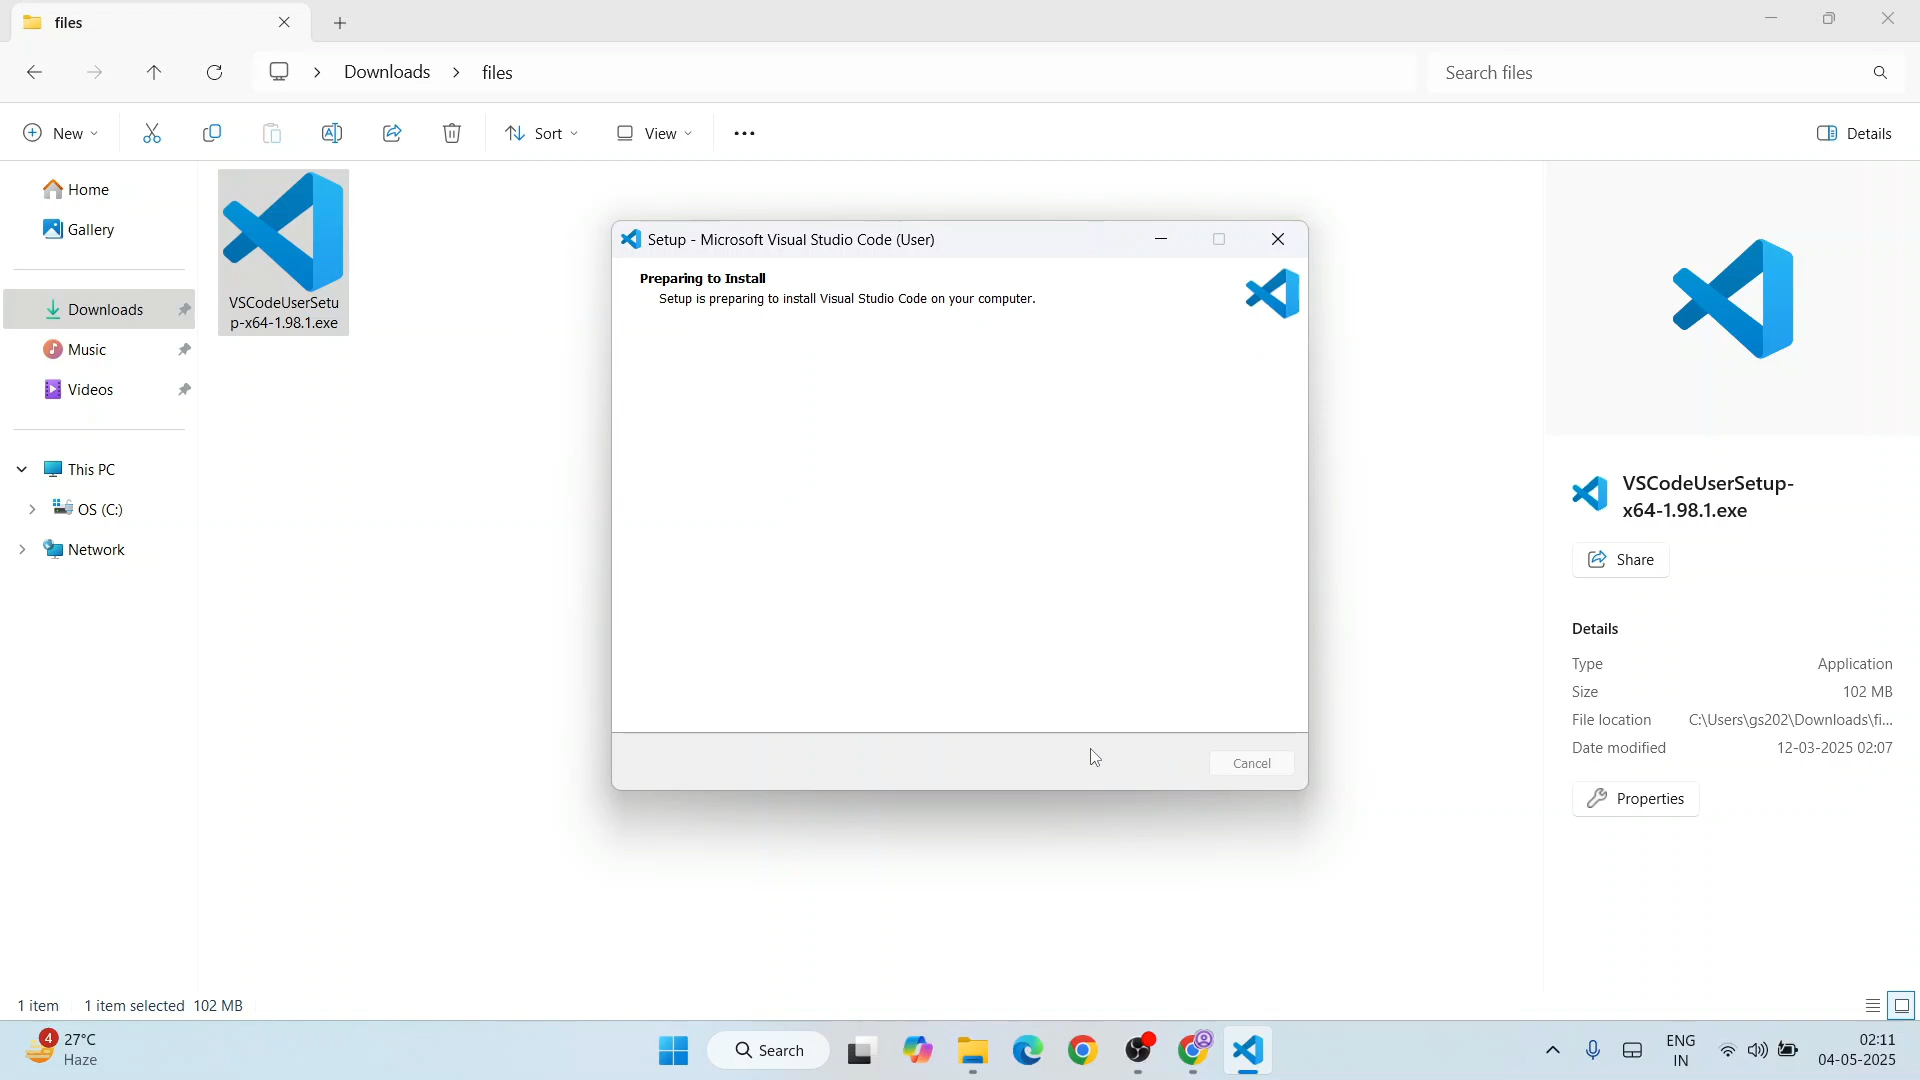 files
Downloads
files
Search files
New
Sort
View
Details
Home
Gallery
Downloads
Music
Videos
This PC
OS (C:)
Network
VSCodeUserSetu
p-x64-1.98.1.exe
Setup - Microsoft Visual Studio Code (User)
Preparing to Install
Setup is preparing to install Visual Studio Code on your computer.
Cancel
VSCodeUserSetup-
x64-1.98.1.exe
Share
Details
Type Application
Size 102 MB
File location C:\Users\gs202\Downloads\fi...
Date modified 12-03-2025 02:07
Properties
1 item 1 item selected 102 MB
4
27°C
Haze
Search
ENG
IN
02:11
04-05-2025